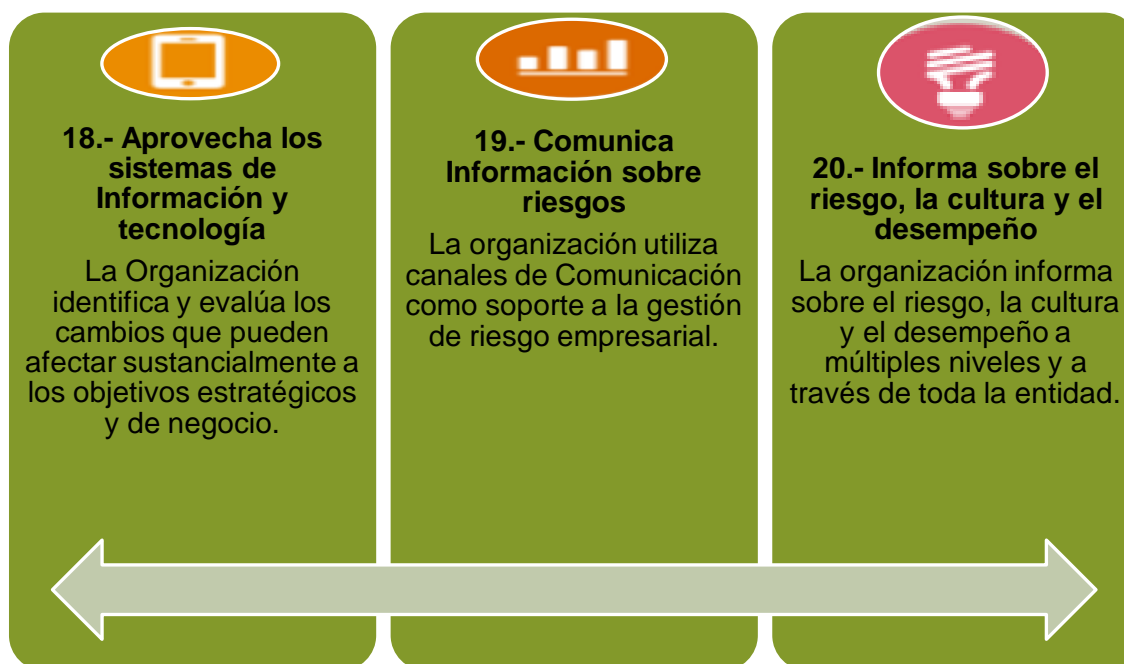 18.- Aprovecha los
sistemas de
Información y
tecnología
La Organización
identifica y evalúa los
cambios que pueden
afectar sustancialmente a
los objetivos estratégicos
y de negocio.
19.- Comunica
Información sobre
riesgos
La organización utiliza
canales de Comunicación
como soporte a la gestión
de riesgo empresarial.
20.- Informa sobre el
riesgo, la cultura y el
desempeño
La organización informa
sobre el riesgo, la cultura
y el desempeño a
múltiples niveles y a
través de toda la entidad.